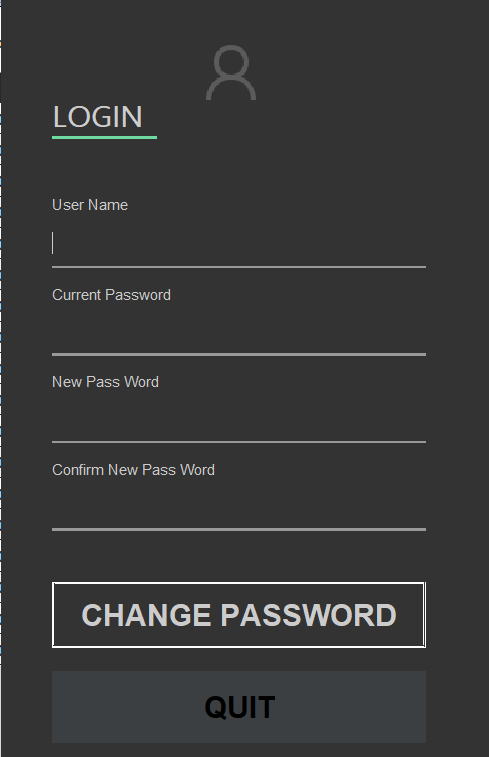 LOGIN
User Name
Current Password
New Pass Word
Confirm New Pass Word
CHANGE PASSWORD
QUIT